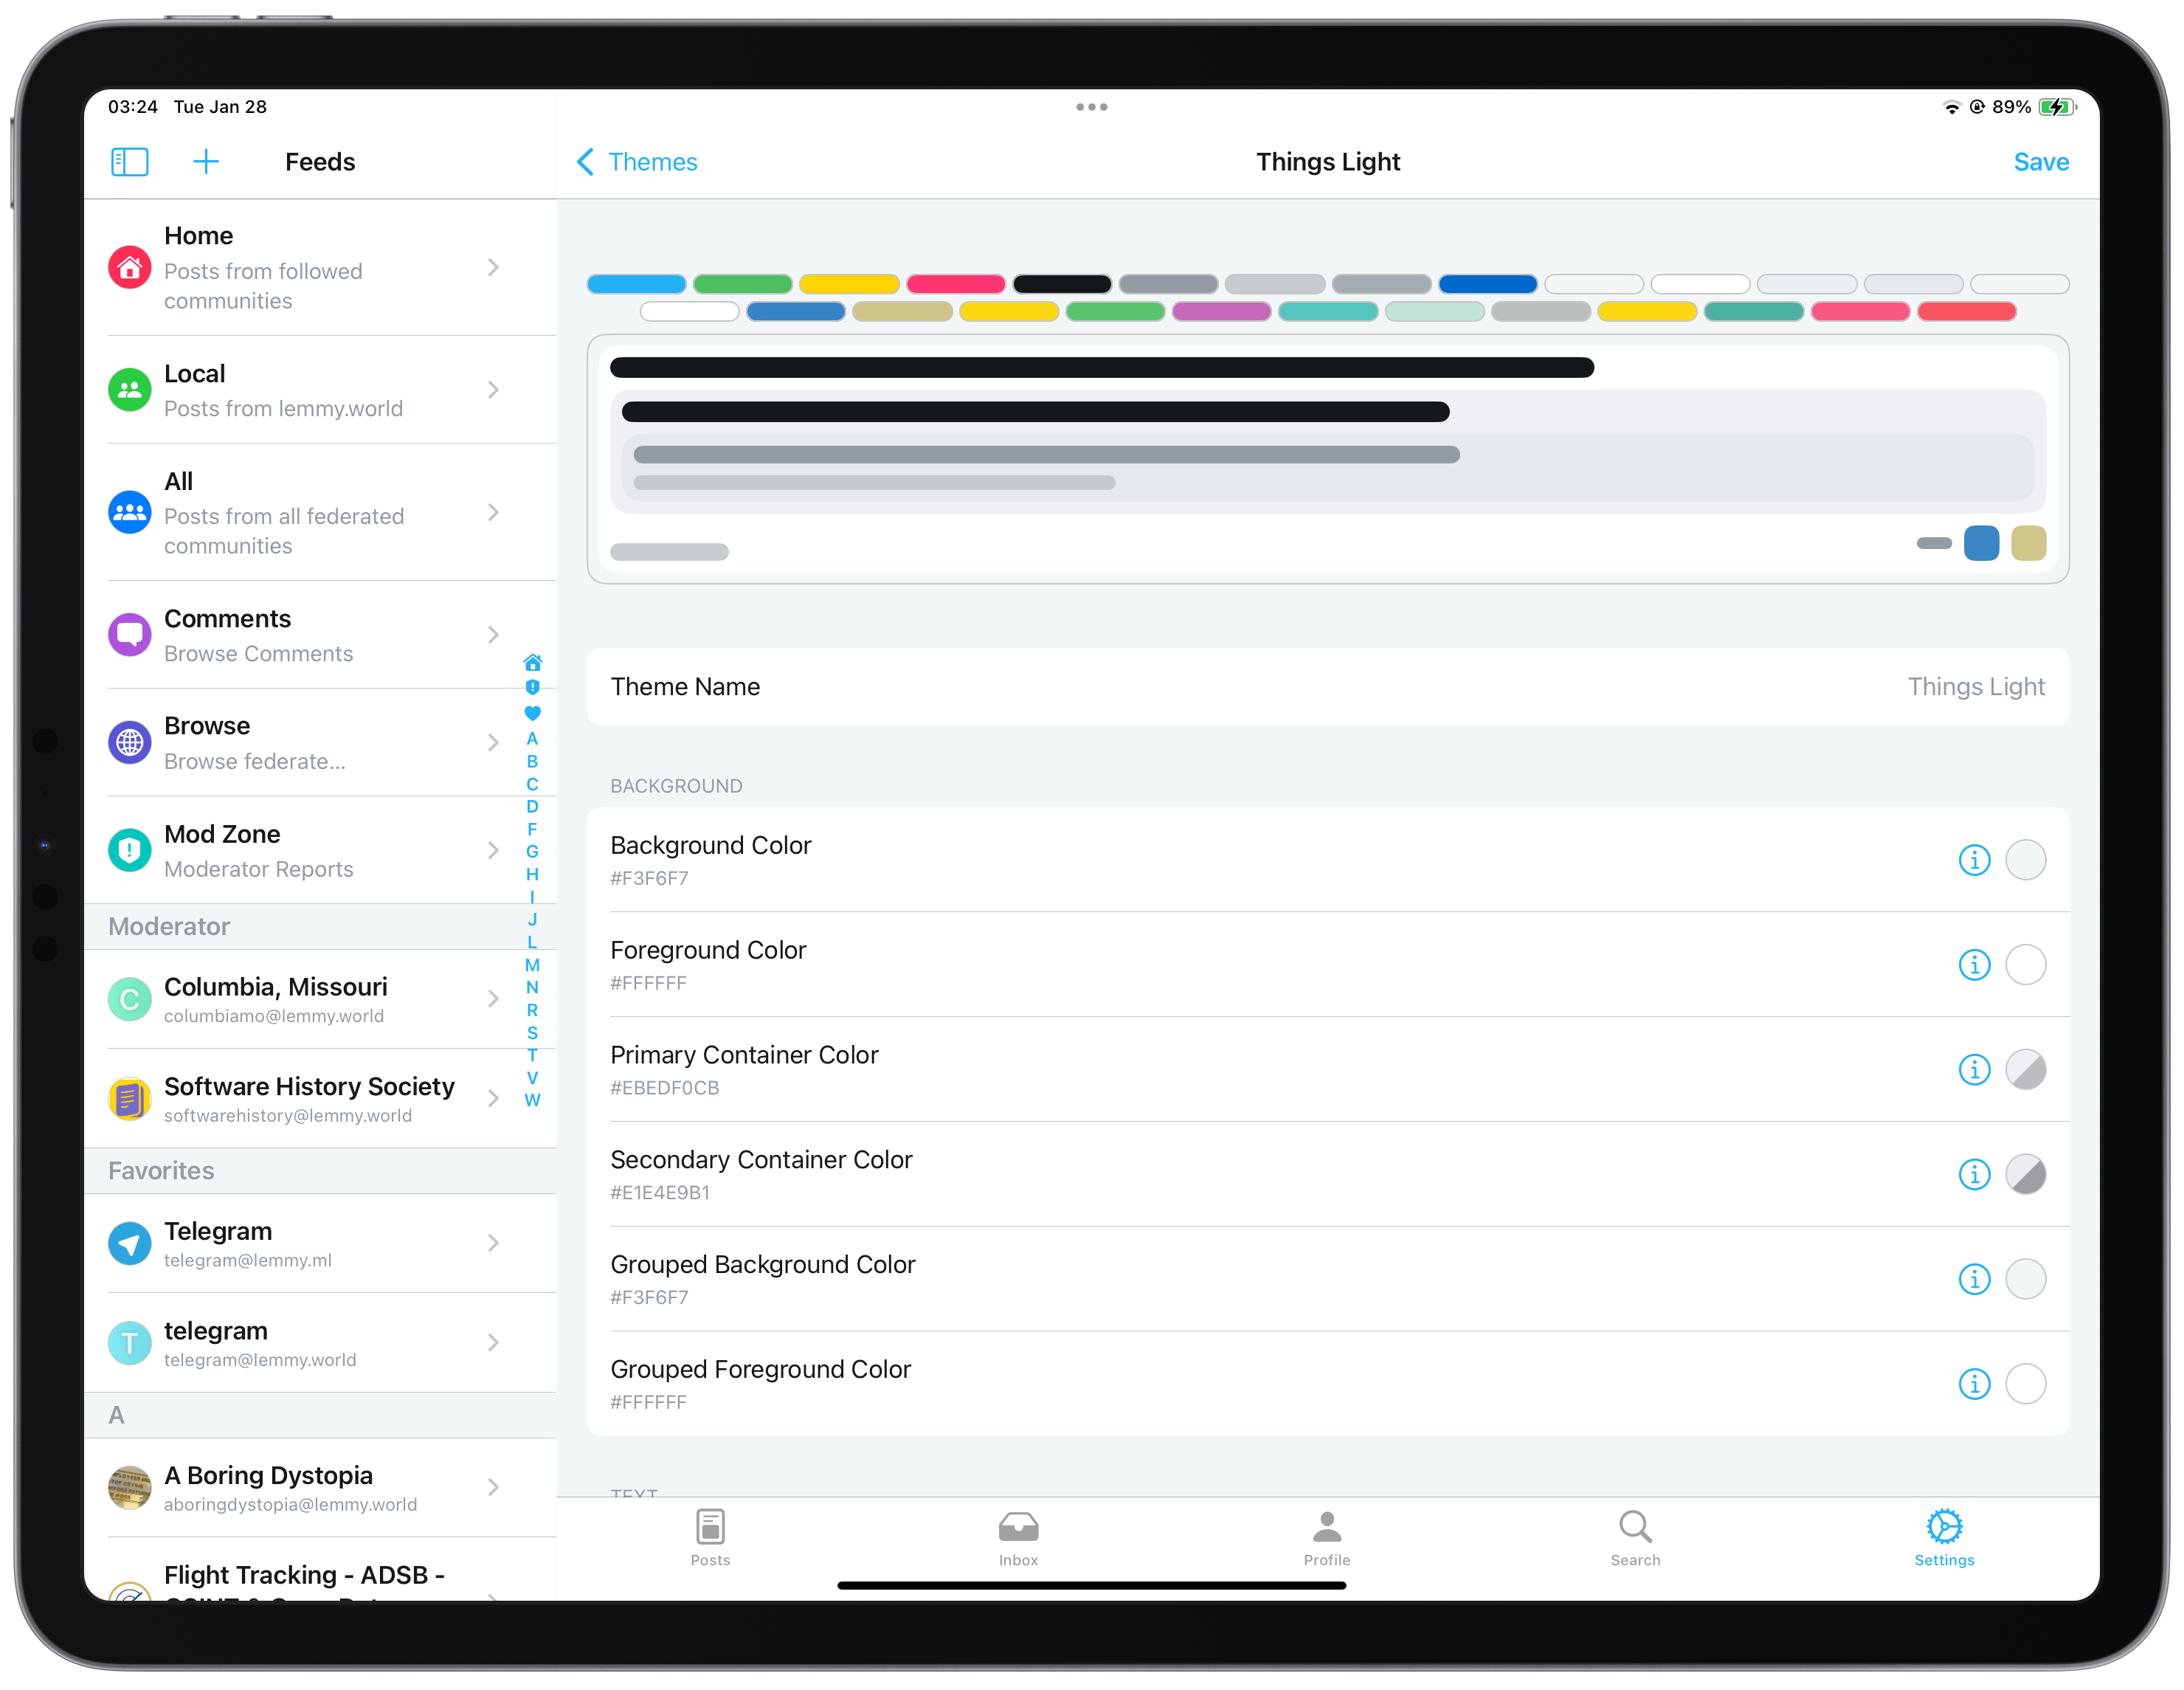 03:24 Tue Jan 28
89%
Feeds
Themes
Things Light
Save
Home
Posts from followed
communities
Local
Posts from lemmy.world
All
Posts from all federated
communities
Comments
Browse Comments
Browse
Browse federate...
Mod Zone
Moderator Reports
Moderator
C
Columbia, Missouri
columbiamo@lemmy.world
Software History Society
softwarehistory@lemmy.world
Favorites
Telegram
telegram@lemmy.ml
T
telegram
telegram@lemmy.world
A
A Boring Dystopia
aboringdystopia@lemmy.world
Flight Tracking - ADSB -
A
B
C
D
F
G
H
I
J
L
M
N
R
S
T
V
W
Theme Name
Things Light
BACKGROUND
Background Color
#F3F6F7
Foreground Color
#FFFFFF
Primary Container Color
#EBEDF0CB
Secondary Container Color
#E1E4E9B1
Grouped Background Color
#F3F6F7
Grouped Foreground Color
#FFFFFF
TEXT
Posts
Inbox
Profile
Search
Settings